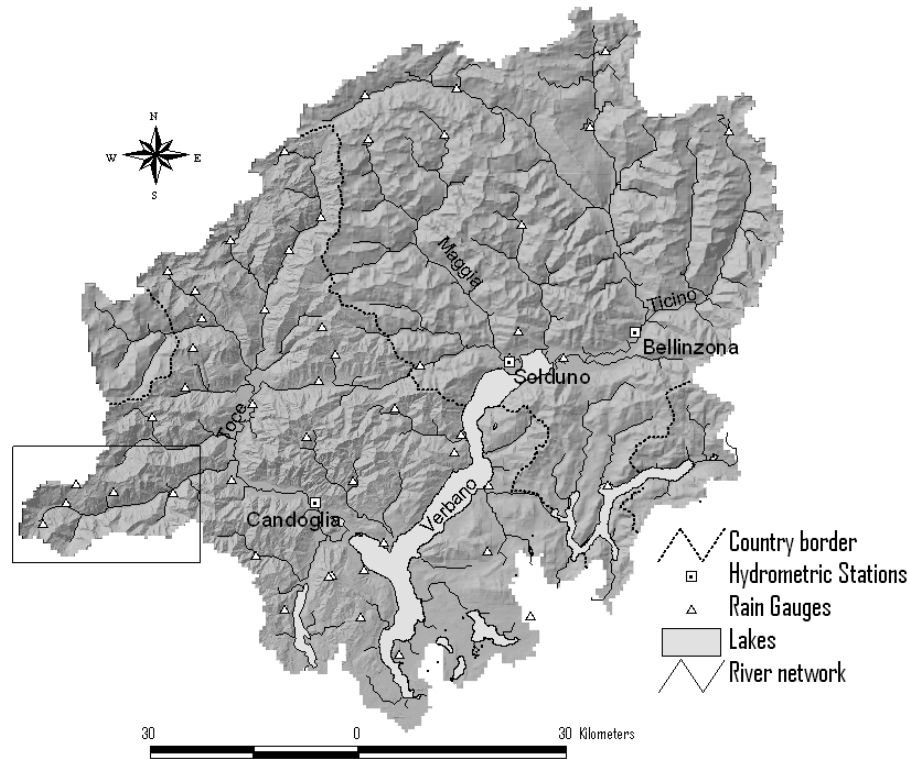 N
W E
S
Maggia
Ticino
Bellinzona
Solduno
Toce
Verbano
Candoglia
Country border
Hydrometric Stations
Rain Gauges
Lakes
River network
30 0 30 Kilometers